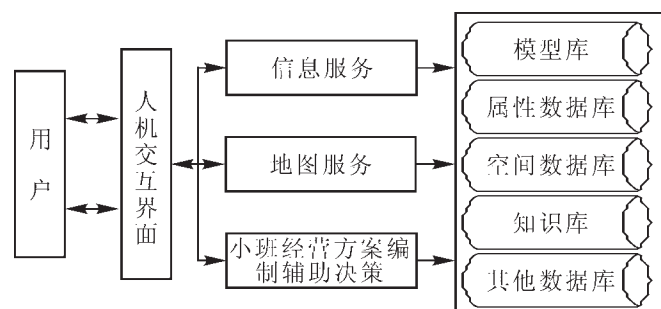 用户
人机交互界面
信息服务
地图服务
小班经营方案编
制辅助决策
模型库
属性数据库
空间数据库
知识库
其他数据库